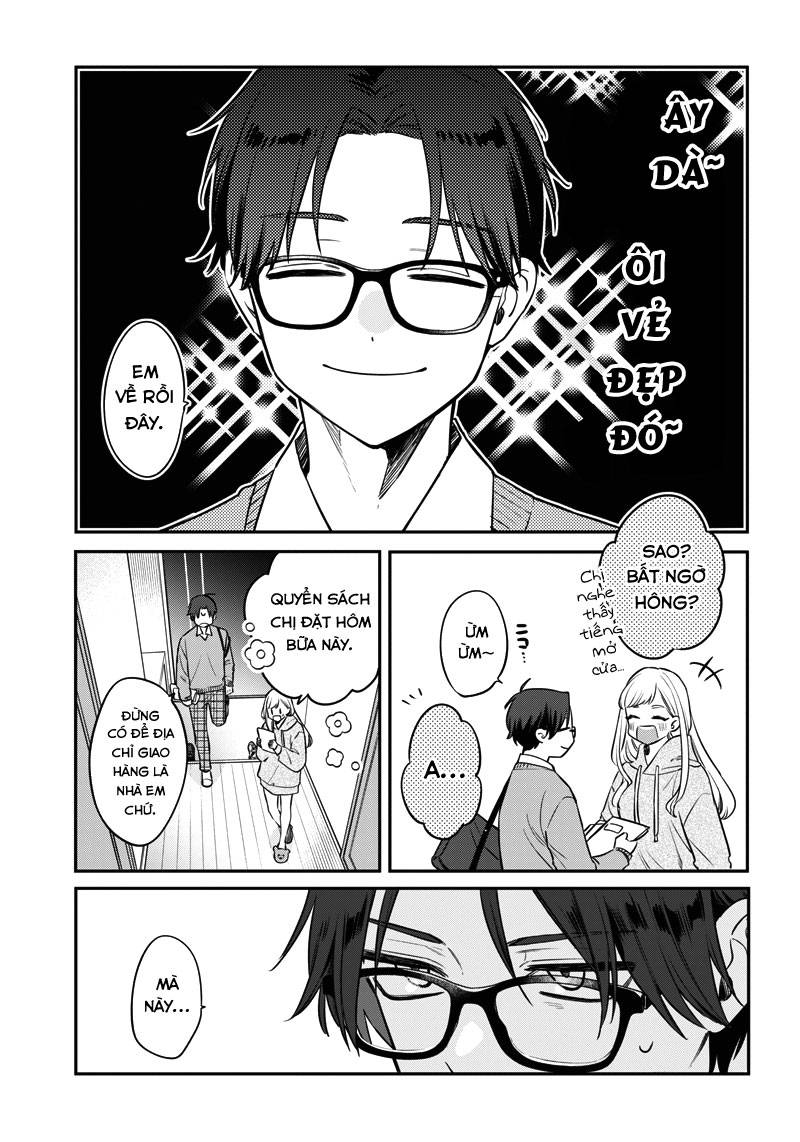 ÂY
DÀ~
ÔI
VẺ
ĐẸP
ĐÓ~
EM
VỀ RỒI
ĐÂY.
SAO?
BẤT NGỜ
HÔNG?
Chị
nghe
thấy
tiếng
mở
cửa...
ỪM
ỪM~
A...
QUYỂN SÁCH
CHỊ ĐẶT HÔM
BỮA NÀY.
ĐỪNG
CÓ ĐỂ ĐỊA
CHỈ GIAO
HÀNG LÀ
NHÀ EM
CHỨ.
MÀ
NÀY...